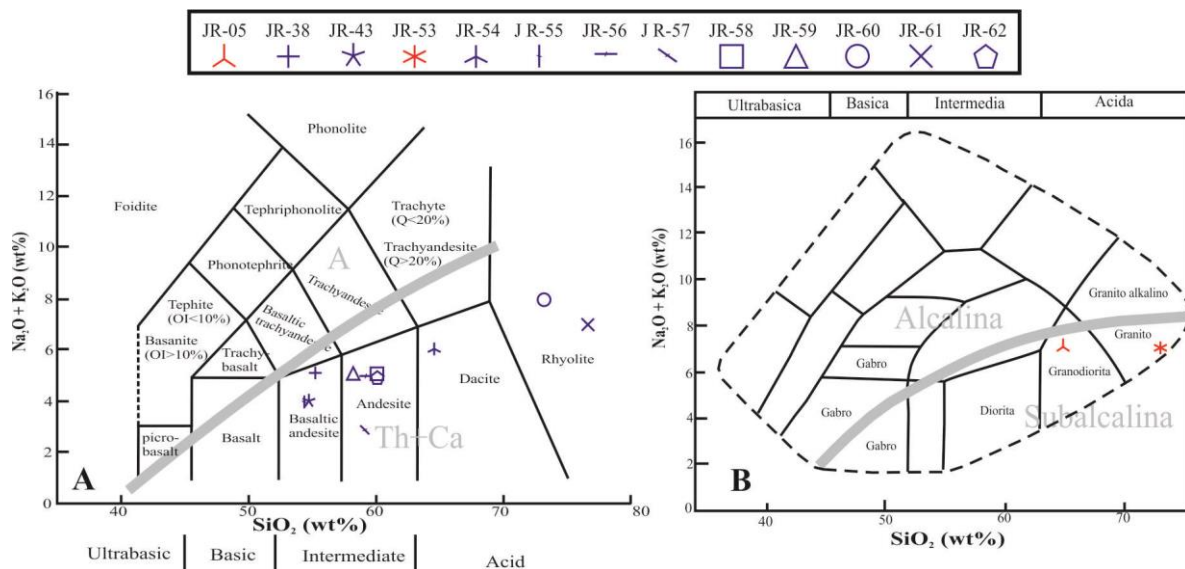 JR-05 JR-38 JR-43 JR-53 JR-54 J R-55 JR-56 J R-57 JR-58 JR-59 JR-60 JR-61 JR-62
16
14
12
10
8
6
4
2
0
Na₂O + K₂O (wt%)
Phonolite
Foidite
Tephriphonolite
Trachyte
(Q<20%)
Trachyandesite
(Q>20%)
A
Phonotephrite
Trachyandesite
Tephite
(OI<10%)
Basaltic
trachyandesite
Basanite
(OI>10%)
Trachy-
basalt
Rhyolite
Dacite
Andesite
Basaltic
andesite
Th+Ca
Basalt
picro-
basalt
A
40 50 60 70 80
SiO₂ (wt%)
Ultrabasic Basic Intermediate Acid
Ultrabasica Basica Intermedia Acida
16
14
12
10
8
6
4
2
0
Na₂O + K₂O (wt%)
Granito alkalino
Alcalina
Granito
Gabro
Granodiorita
Gabro
Diorita
Subalcalina
Gabro
B
40 50 60 70
SiO₂ (wt%)